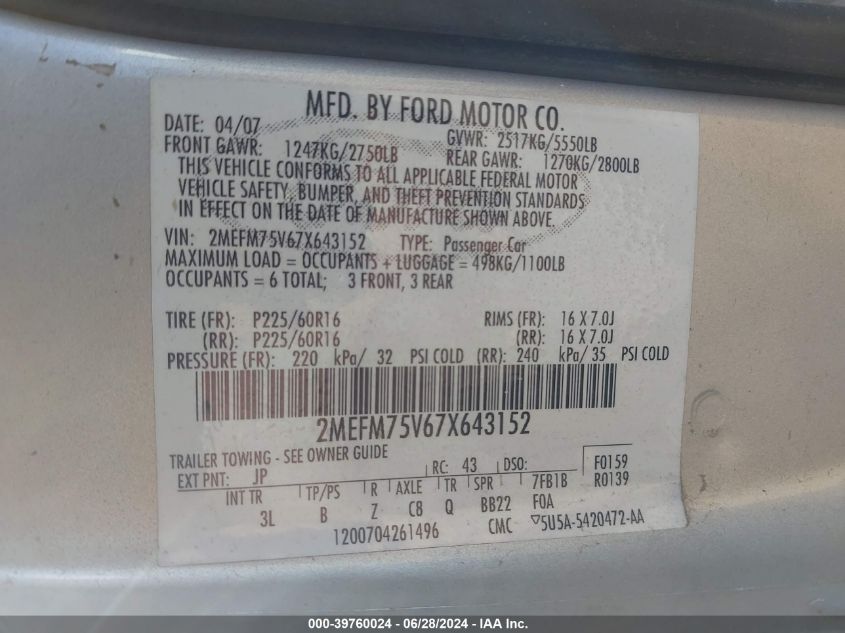 MFD. BY FORD MOTOR CO.
DATE: 04/07 GVWR: 2517KG/5550LB
FRONT GAWR: 1247KG/2750LB REAR GAWR: 1270KG/2800LB
THIS VEHICLE CONFORMS TO ALL APPLICABLE FEDERAL MOTOR
VEHICLE SAFETY, BUMPER, AND THEFT PREVENTION STANDARDS
IN EFFECT ON THE DATE OF MANUFACTURE SHOWN ABOVE.
VIN: 2MEFM75V67X643152 TYPE: Passenger Car
MAXIMUM LOAD = OCCUPANTS + LUGGAGE = 498KG/1100LB
OCCUPANTS = 6 TOTAL; 3 FRONT, 3 REAR
TIRE (FR): P225/60R16 RIMS (FR): 16 X 7.0J
(RR): P225/60R16 (RR): 16 X 7.0J
PRESSURE (FR): 220 kPa/ 32 PSI COLD (RR): 240 kPa/ 35 PSI COLD
2MEFM75V67X643152
TRAILER TOWING - SEE OWNER GUIDE
EXT PNT: JP RC: 43 DSO: F0159
R0139
INT TR TP/PS R AXLE TR SPR 7FB1B
3L B Z C8 Q BB22 F0A
1200704261496 CMC ▽5U5A-5420472-AA
000-39760024 / 06/28/2024 - IAA Inc.